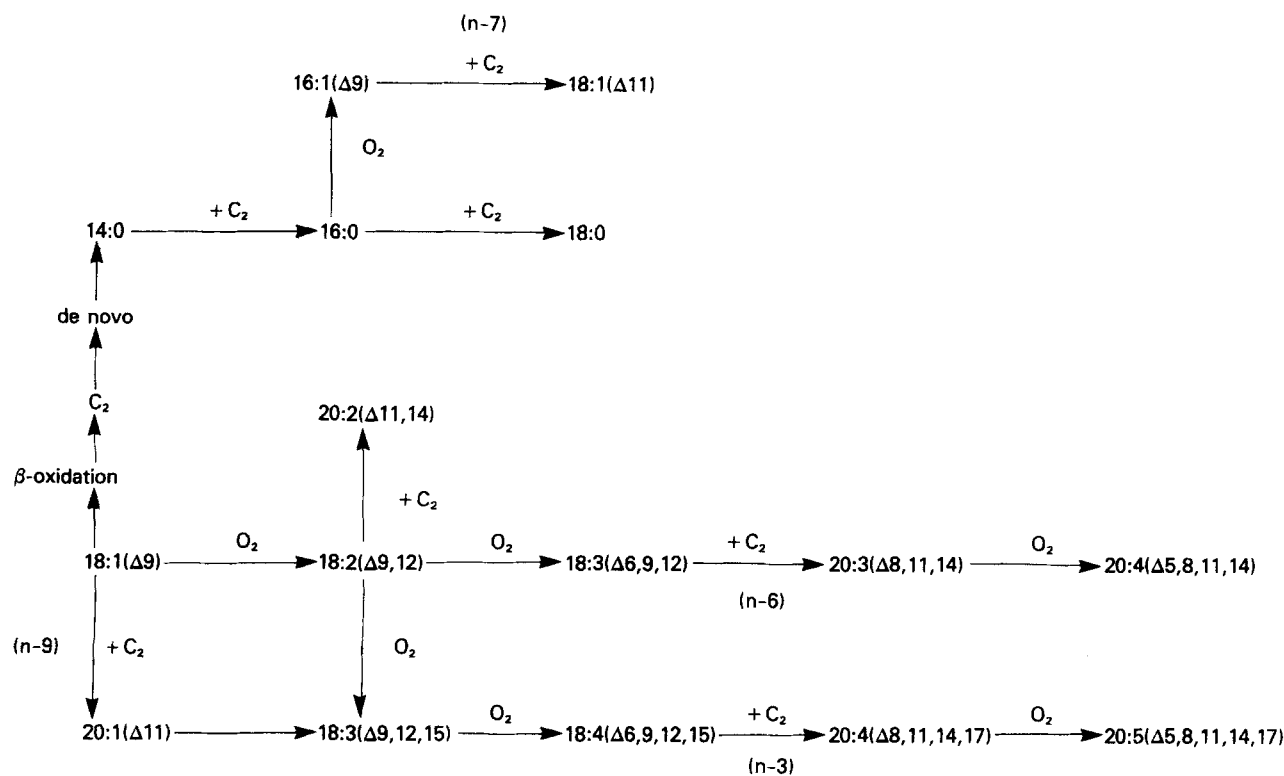 (n-7)
+ C₂
16:1(Δ9)
18:1(Δ11)
O₂
+ C₂
+ C₂
14:0
16:0
18:0
de novo
C₂
20:2(Δ11,14)
β-oxidation
+ C₂
O₂
O₂
+ C₂
O₂
18:1(Δ9)
18:2(Δ9,12)
18:3(Δ6,9,12)
20:3(Δ8,11,14)
20:4(Δ5,8,11,14)
(n-6)
(n-9)
+ C₂
O₂
O₂
+ C₂
O₂
20:1(Δ11)
18:3(Δ9,12,15)
18:4(Δ6,9,12,15)
20:4(Δ8,11,14,17)
20:5(Δ5,8,11,14,17)
(n-3)